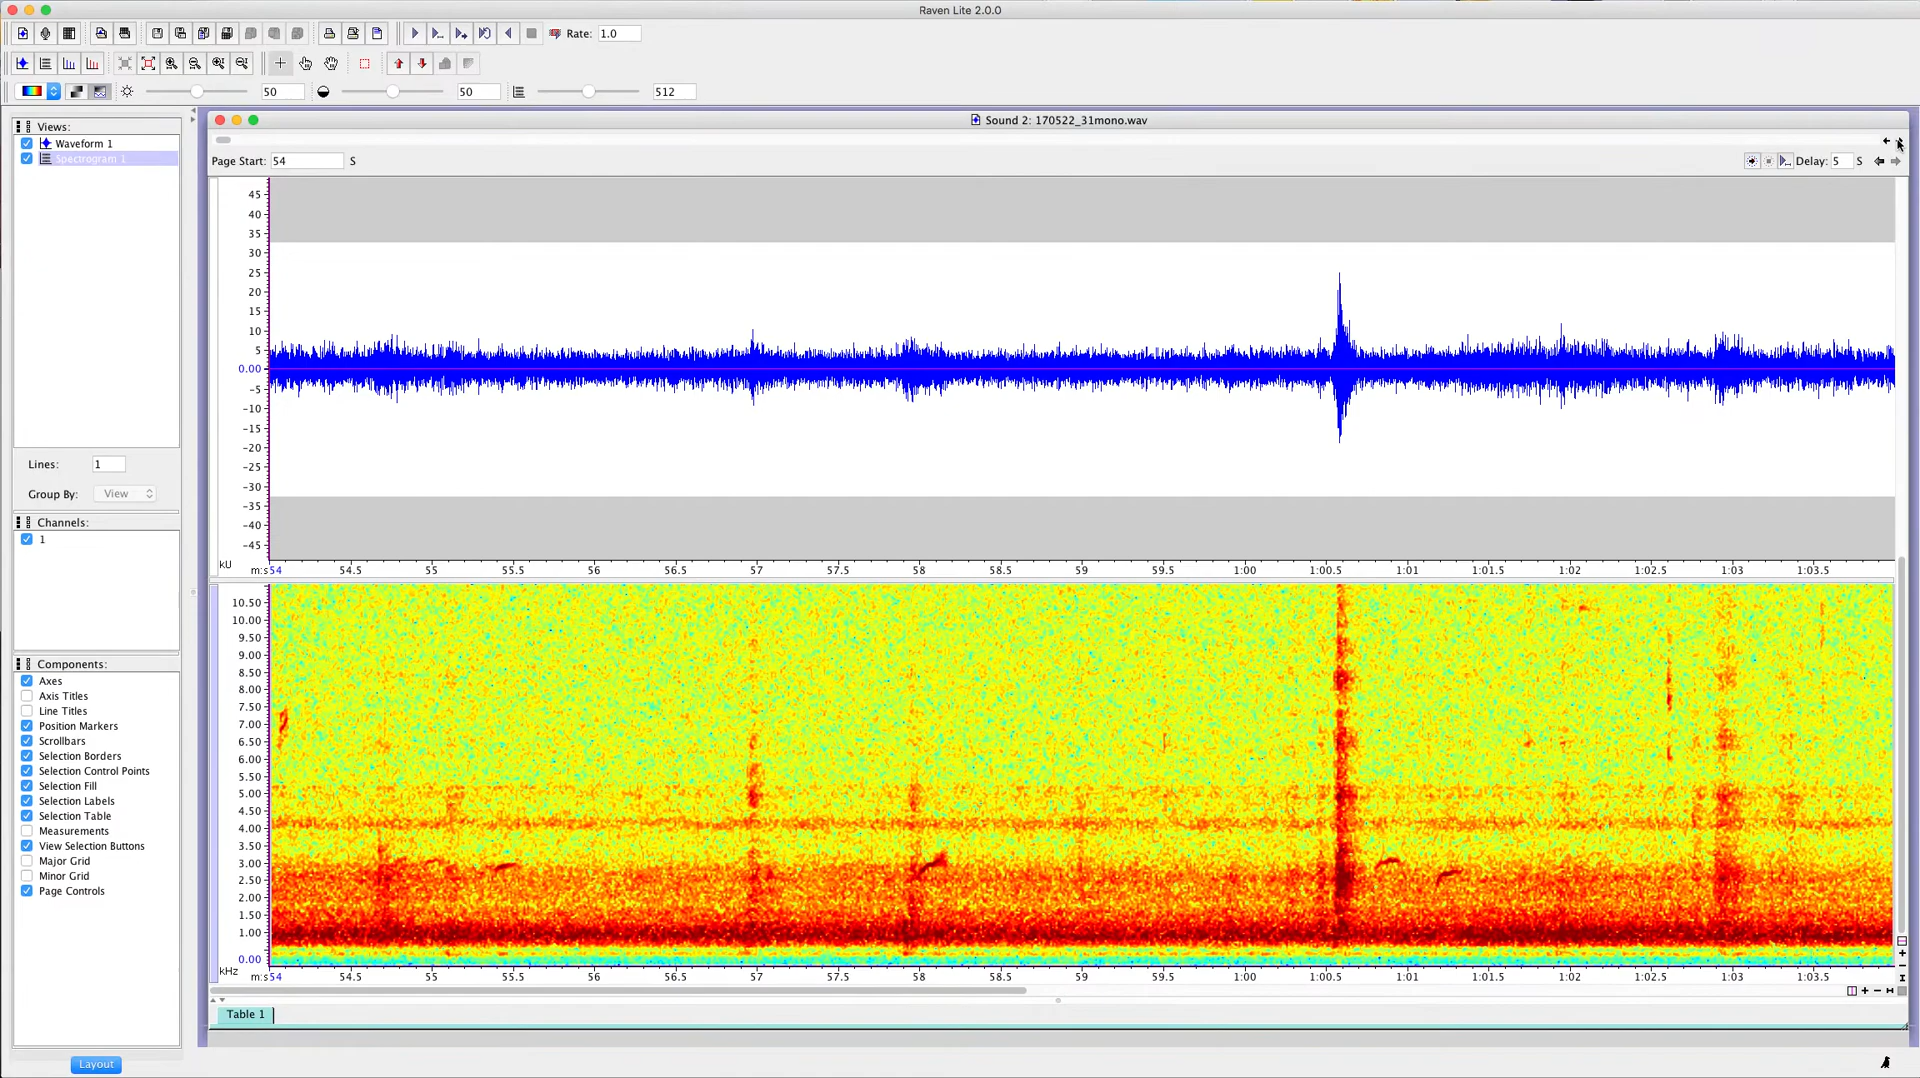 Raven Lite 2.0.0
Rate: 1.0
50
50
512
Views:
Waveform 1
Spectrogram 1
Lines: 1
Group By: View
Channels:
1
Components:
Axes
Axis Titles
Line Titles
Position Markers
Scrollbars
Selection Borders
Selection Control Points
Selection Fill
Selection Labels
Selection Table
Measurements
View Selection Buttons
Major Grid
Minor Grid
Page Controls
Layout
Sound 2: 170522_31mono.wav
Page Start: 54 S
Delay: 5 S
45
40
35
30
25
20
15
10
5
0.00
-5
-10
-15
-20
-25
-30
-35
-40
-45
kU
m:s 54 54.5 55 55.5 56 56.5 57 57.5 58 58.5 59 59.5 1:00 1:00.5 1:01 1:01.5 1:02 1:02.5 1:03 1:03.5
10.50
10.00
9.50
9.00
8.50
8.00
7.50
7.00
6.50
6.00
5.50
5.00
4.50
4.00
3.50
3.00
2.50
2.00
1.50
1.00
0.00
kHz
m:s 54 54.5 55 55.5 56 56.5 57 57.5 58 58.5 59 59.5 1:00 1:00.5 1:01 1:01.5 1:02 1:02.5 1:03 1:03.5
Table 1